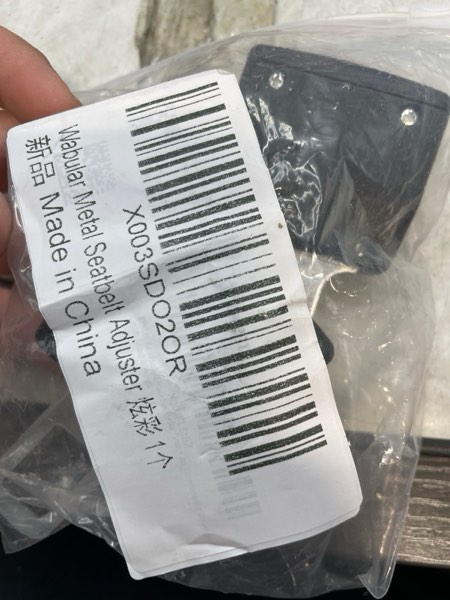 X003SDO2OR
Wabular Metal Seatbelt Adjuster 炫彩 1个
新品 Made in China